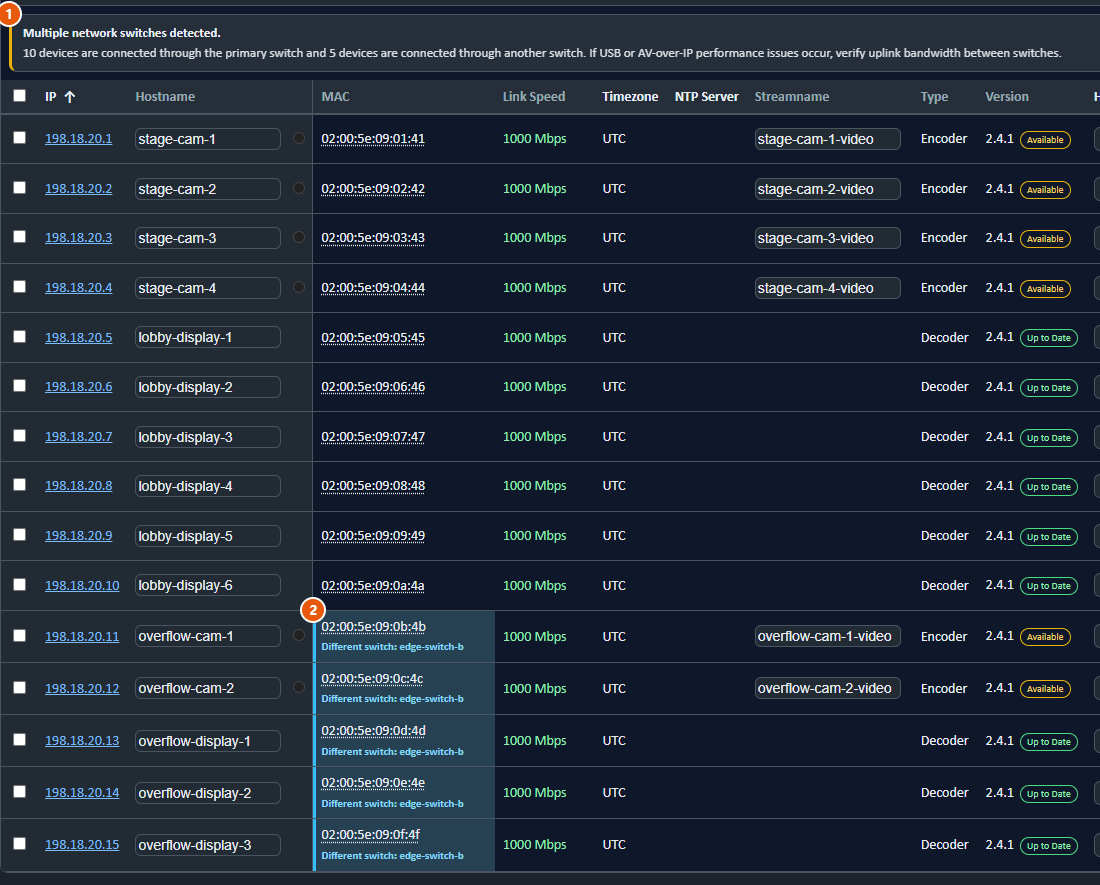 1
Multiple network switches detected.
10 devices are connected through the primary switch and 5 devices are connected through another switch. If USB or AV-over-IP performance issues occur, verify uplink bandwidth between switches.
IP ↑ Hostname MAC Link Speed Timezone NTP Server Streamname Type Version H
198.18.20.1 stage-cam-1 02:00:5e:09:01:41 1000 Mbps UTC stage-cam-1-video Encoder 2.4.1 Available
198.18.20.2 stage-cam-2 02:00:5e:09:02:42 1000 Mbps UTC stage-cam-2-video Encoder 2.4.1 Available
198.18.20.3 stage-cam-3 02:00:5e:09:03:43 1000 Mbps UTC stage-cam-3-video Encoder 2.4.1 Available
198.18.20.4 stage-cam-4 02:00:5e:09:04:44 1000 Mbps UTC stage-cam-4-video Encoder 2.4.1 Available
198.18.20.5 lobby-display-1 02:00:5e:09:05:45 1000 Mbps UTC Decoder 2.4.1 Up to Date
198.18.20.6 lobby-display-2 02:00:5e:09:06:46 1000 Mbps UTC Decoder 2.4.1 Up to Date
198.18.20.7 lobby-display-3 02:00:5e:09:07:47 1000 Mbps UTC Decoder 2.4.1 Up to Date
198.18.20.8 lobby-display-4 02:00:5e:09:08:48 1000 Mbps UTC Decoder 2.4.1 Up to Date
198.18.20.9 lobby-display-5 02:00:5e:09:09:49 1000 Mbps UTC Decoder 2.4.1 Up to Date
198.18.20.10 lobby-display-6 02:00:5e:09:0a:4a 1000 Mbps UTC Decoder 2.4.1 Up to Date
2
198.18.20.11 overflow-cam-1 02:00:5e:09:0b:4b 1000 Mbps UTC overflow-cam-1-video Encoder 2.4.1 Available
Different switch: edge-switch-b
198.18.20.12 overflow-cam-2 02:00:5e:09:0c:4c 1000 Mbps UTC overflow-cam-2-video Encoder 2.4.1 Available
Different switch: edge-switch-b
198.18.20.13 overflow-display-1 02:00:5e:09:0d:4d 1000 Mbps UTC Decoder 2.4.1 Up to Date
Different switch: edge-switch-b
198.18.20.14 overflow-display-2 02:00:5e:09:0e:4e 1000 Mbps UTC Decoder 2.4.1 Up to Date
Different switch: edge-switch-b
198.18.20.15 overflow-display-3 02:00:5e:09:0f:4f 1000 Mbps UTC Decoder 2.4.1 Up to Date
Different switch: edge-switch-b